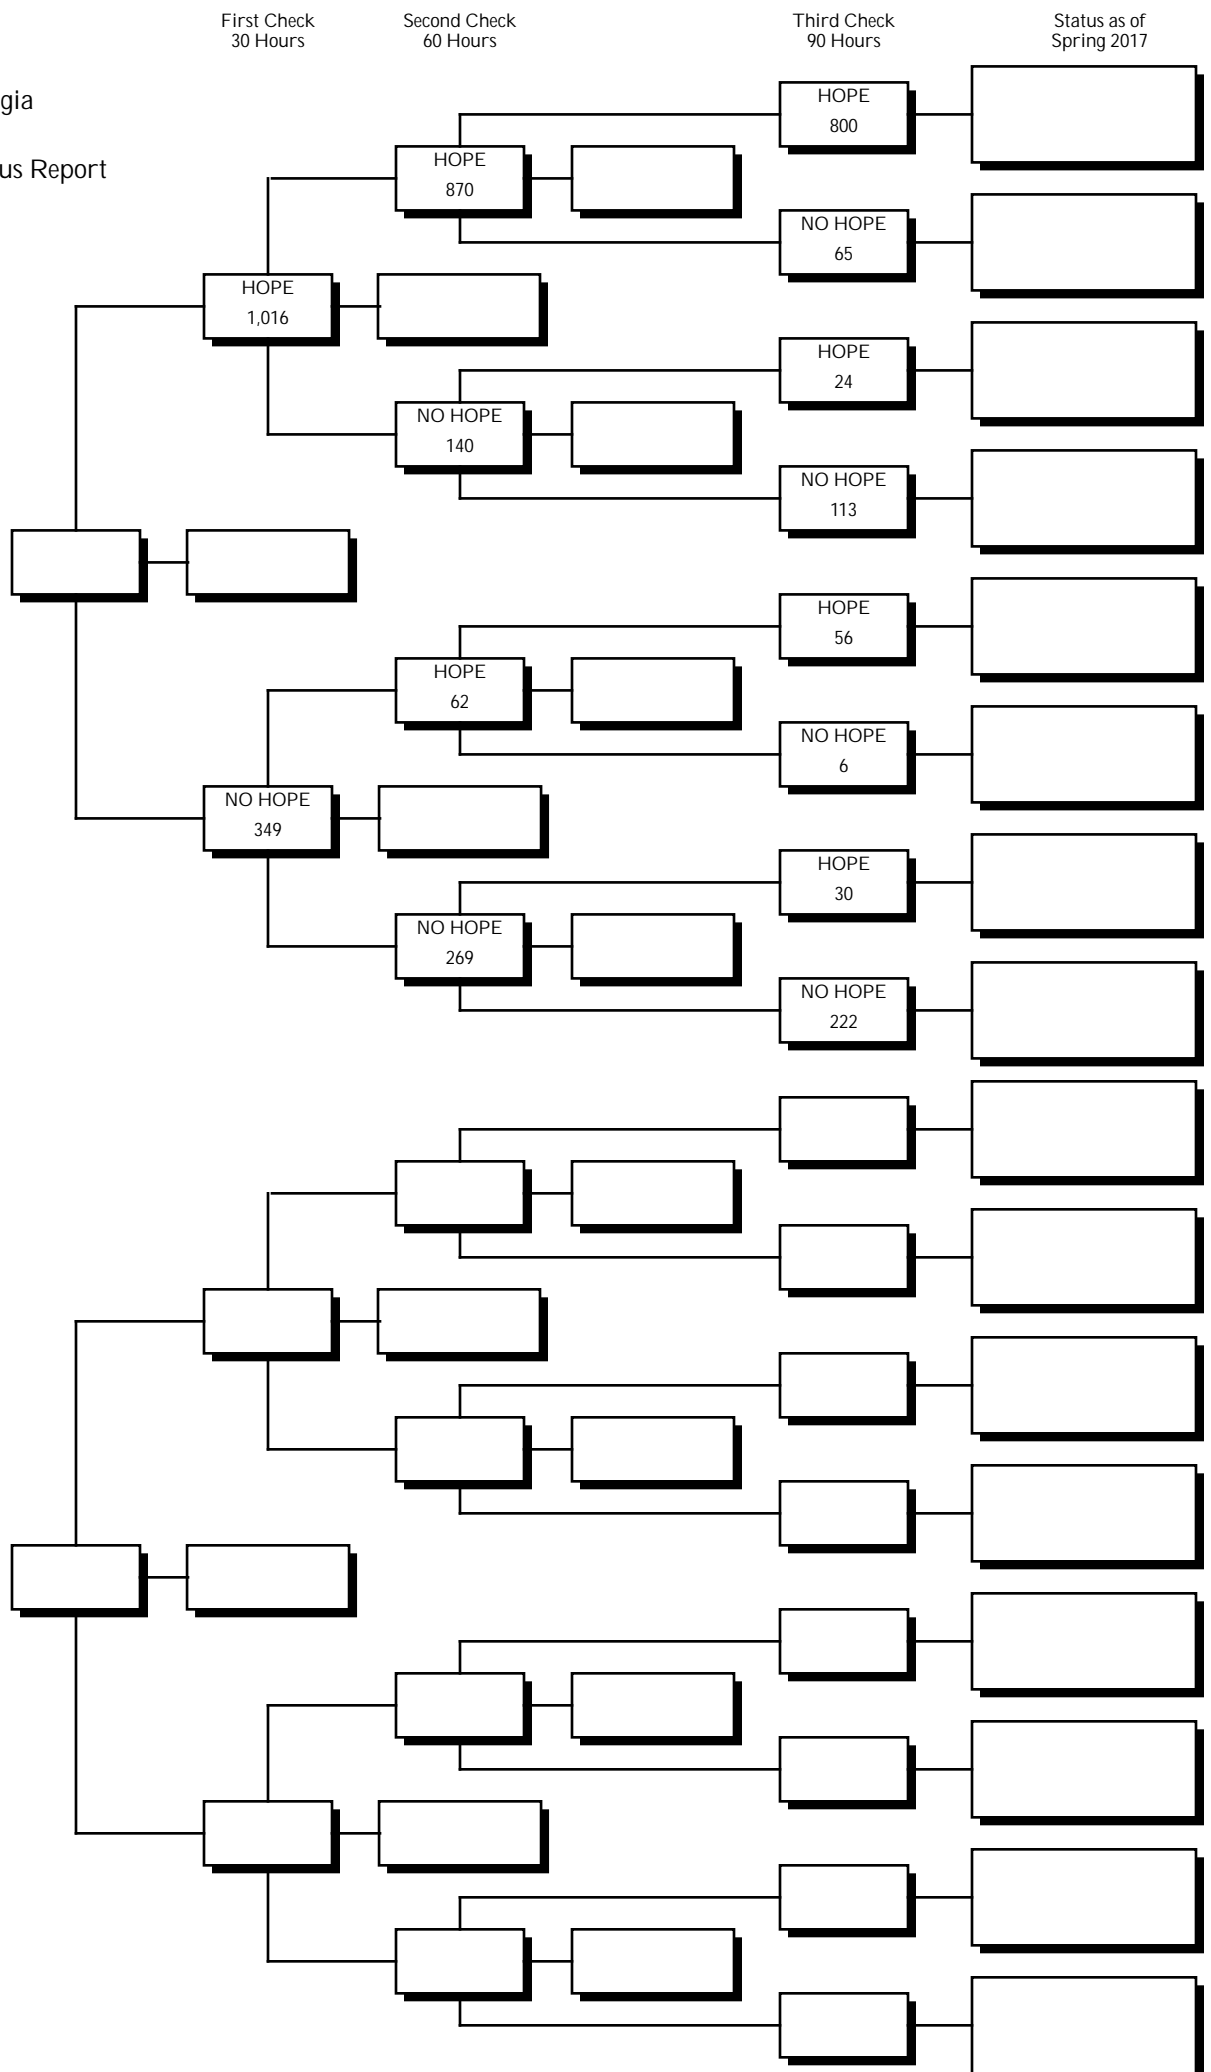 First Check
30 Hours
Second Check
60 Hours
Third Check
90 Hours
Status as of
Spring 2017
gia
us Report
HOPE
800
HOPE
870
NO HOPE
65
HOPE
1,016
HOPE
24
NO HOPE
140
NO HOPE
113
HOPE
56
HOPE
62
NO HOPE
6
NO HOPE
349
HOPE
30
NO HOPE
269
NO HOPE
222